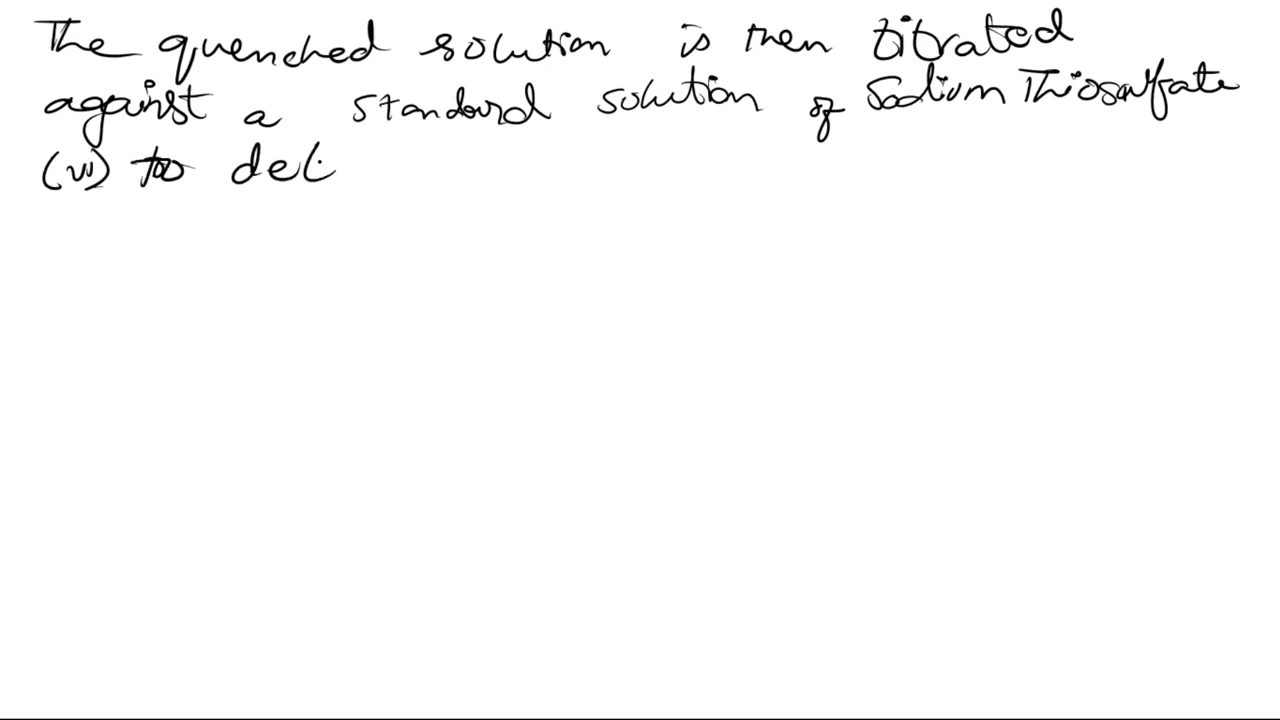 The quenched solution is then titrated
against a standard solution of Sodium Thiosulfate
(VI) to det